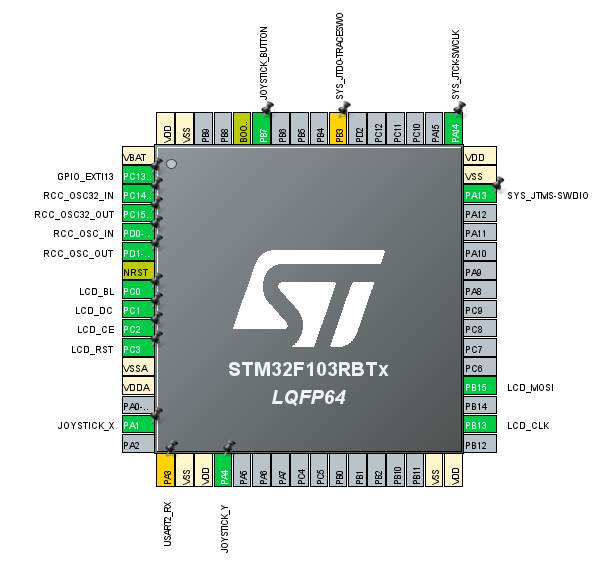 JOYSTICK_BUTTON
SYS_JTDO-TRACESWO
SYS_JTCK-SWCLK
VDD
VSS
PB9
PB8
BOO..
PB7
PB6
PB5
PB4
PB3
PD2
PC12
PC11
PC10
PA15
PA14
VBAT
GPIO_EXTI13 PC13..
RCC_OSC32_IN PC14..
RCC_OSC32_OUT PC15..
RCC_OSC_IN PD0-..
RCC_OSC_OUT PD1-..
NRST
LCD_BL PC0
LCD_DC PC1
LCD_CE PC2
LCD_RST PC3
VSSA
VDDA
PA0-..
JOYSTICK_X PA1
PA2
ST
STM32F103RBTx
LQFP64
VDD
VSS
PA13 SYS_JTMS-SWDIO
PA12
PA11
PA10
PA9
PA8
PC9
PC8
PC7
PC6
PB15 LCD_MOSI
PB14
PB13 LCD_CLK
PB12
PA3
VSS
VDD
PA4
PA5
PA6
PA7
PC4
PC5
PB0
PB1
PB2
PB10
PB11
VSS
VDD
USART2_RX
JOYSTICK_Y